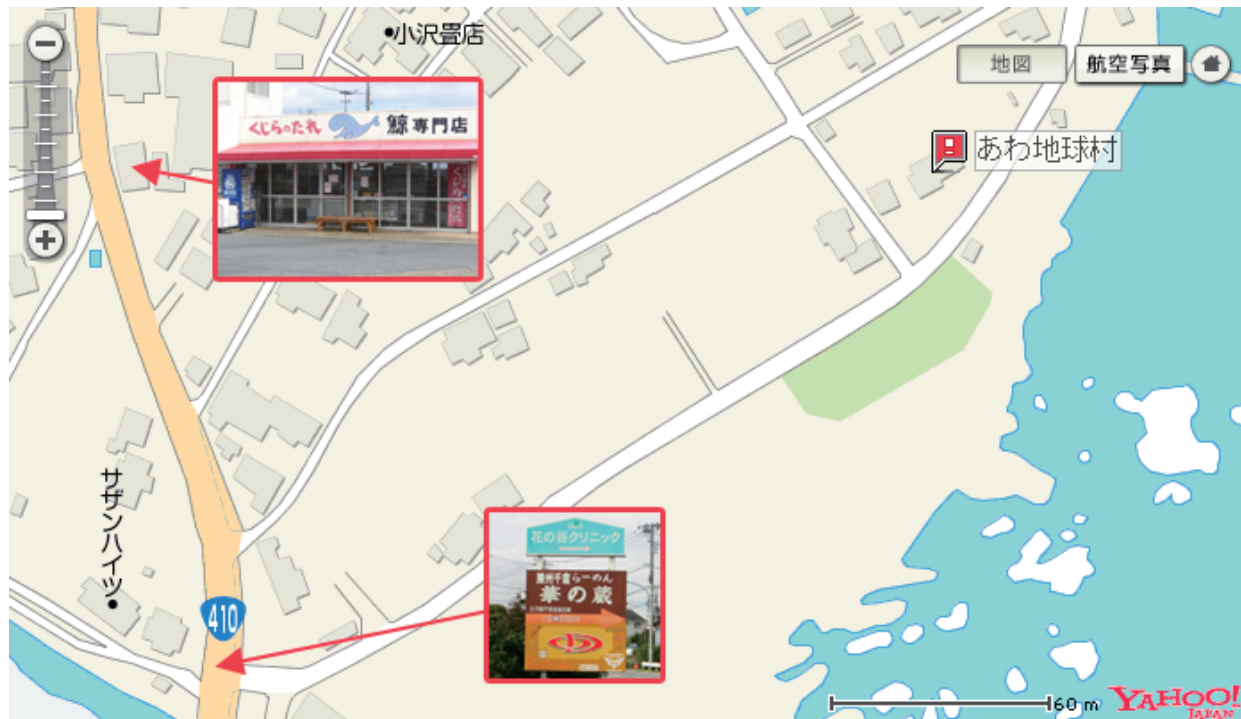 小沢畳店
地図
航空写真
くじらのたれ
鯨専門店
あわ地球村
サザンハイツ
410
花の谷クリニック
南州千倉らーめん
華の蔵
60 m
YAHOO!
JAPAN